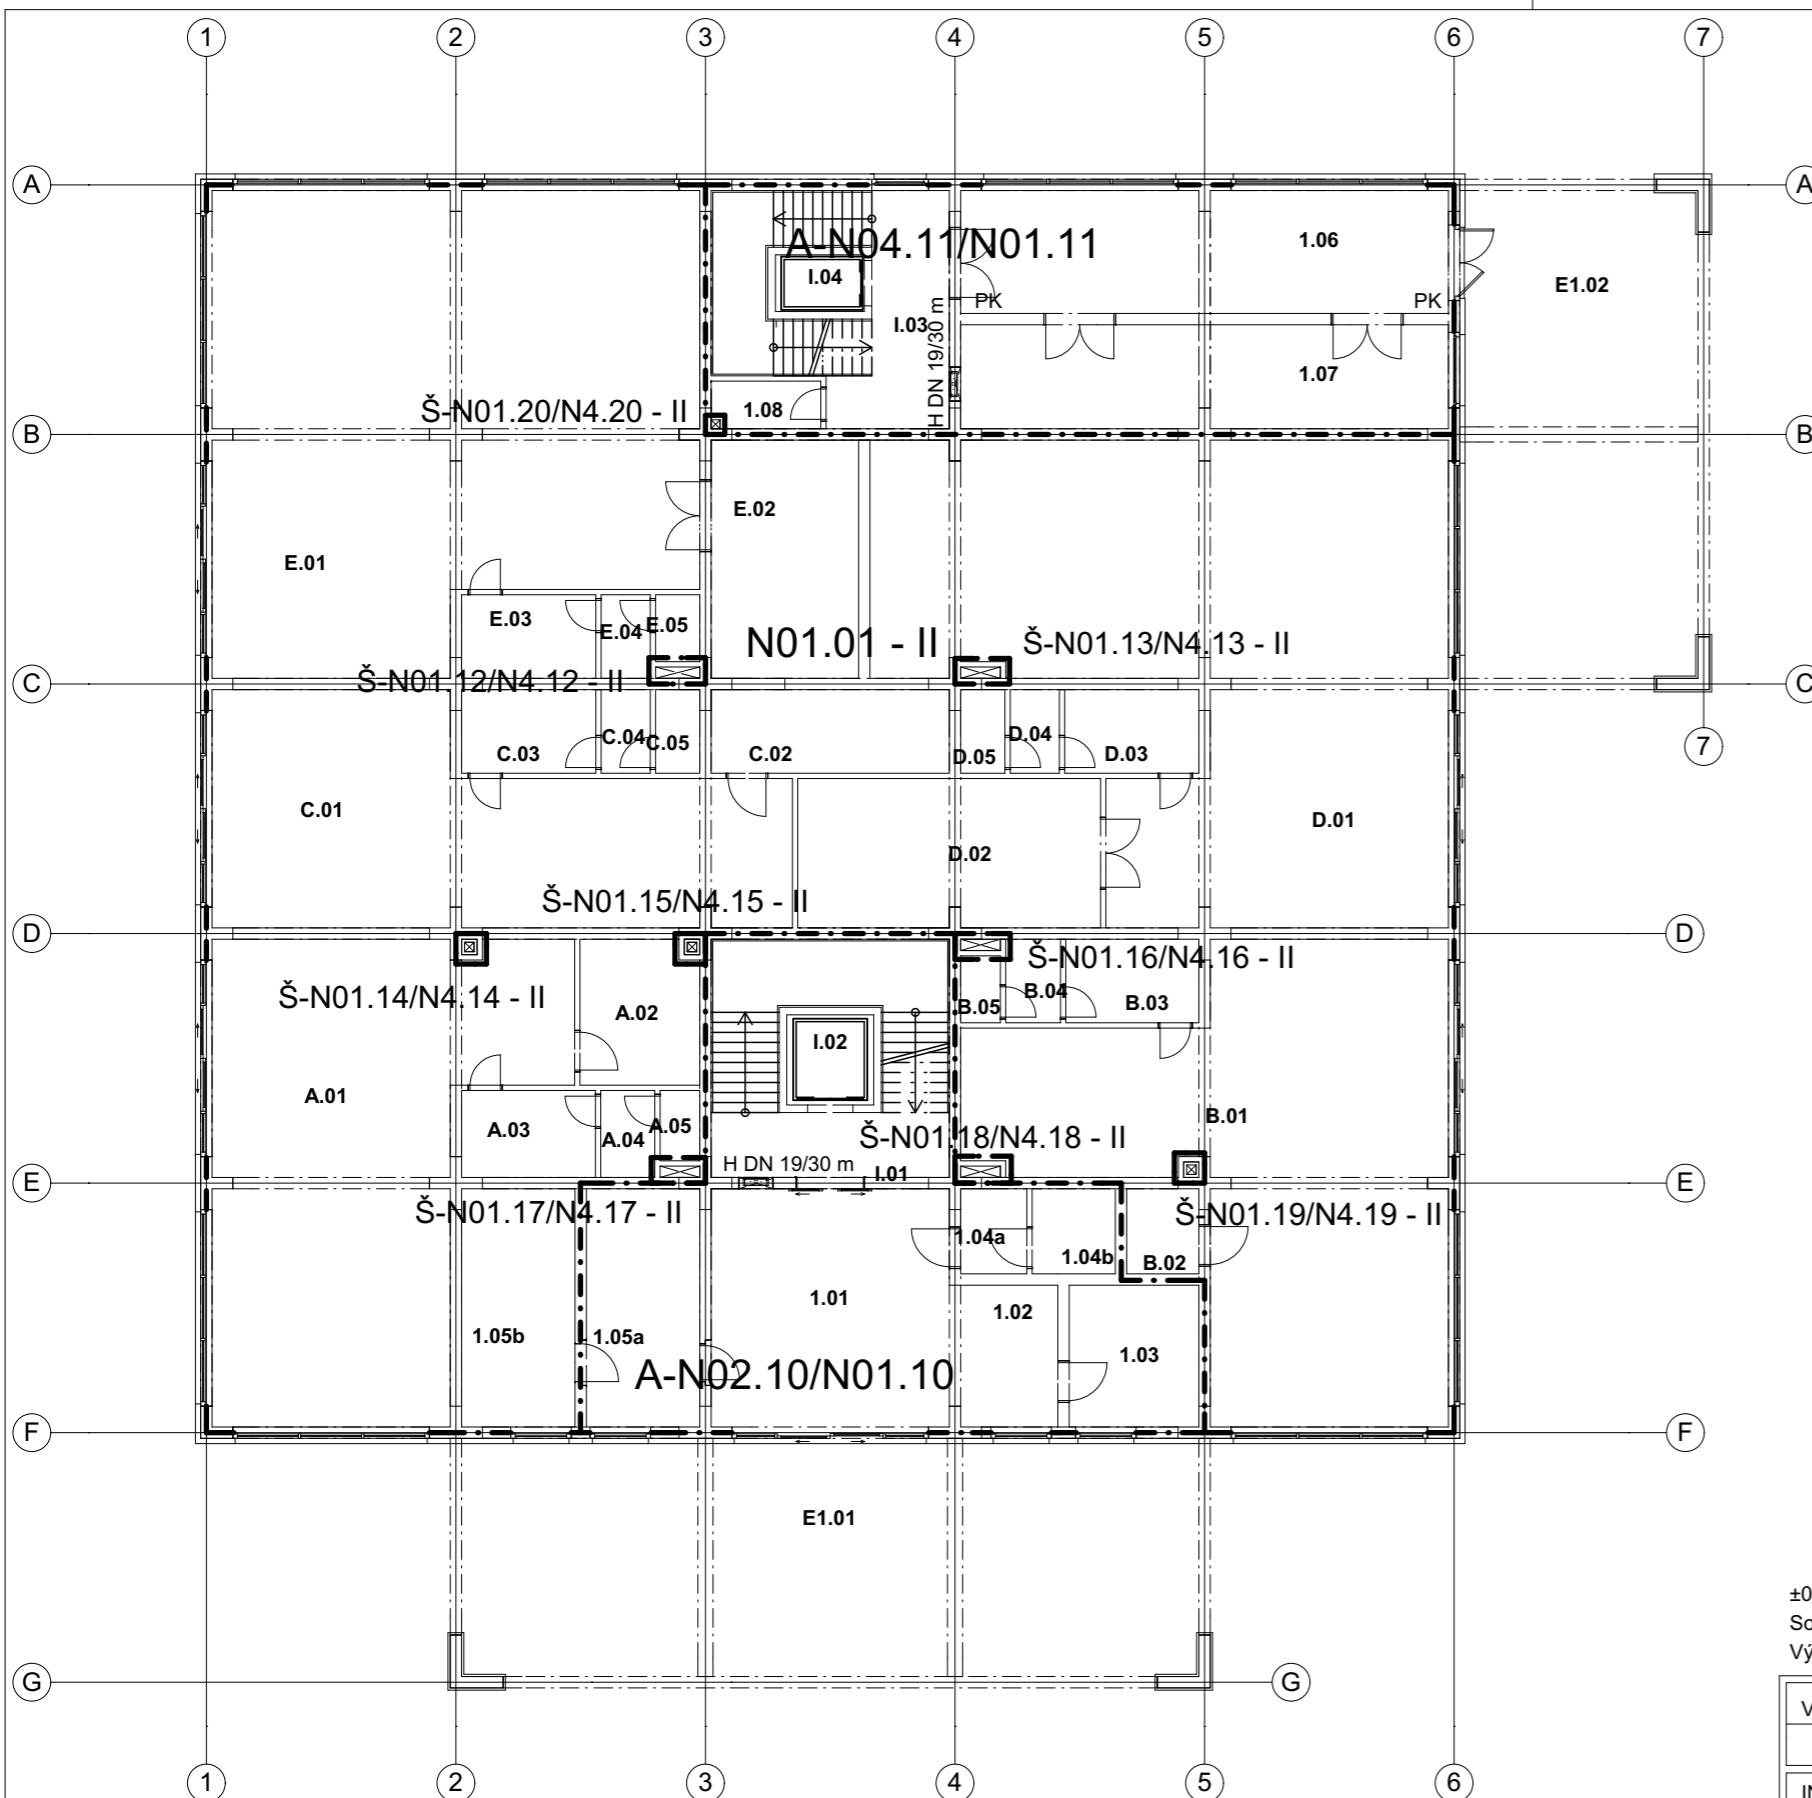 1 2 3 4 5 6 7
A A
A-N04.11/N01.11
1.06
I.04
E1.02
PK PK
I.03
H DN 19/30 m
1.07
Š-N01.20/N4.20 - II
1.08
B B
E.02
E.01
E.03
E.04
E.05
N01.01 - II
Š-N01.13/N4.13 - II
Š-N01.12/N4.12 - II
C C
C.03
C.04
C.05
C.02
D.05
D.04
D.03
7
C.01
D.01
D.02
Š-N01.15/N4.15 - II
D D
Š-N01.16/N4.16 - II
Š-N01.14/N4.14 - II
A.02
B.05
B.04
B.03
I.02
A.01
B.01
A.03
A.04
A.05
Š-N01.18/N4.18 - II
H DN 19/30 m
I.01
E E
Š-N01.17/N4.17 - II
Š-N01.19/N4.19 - II
1.04a
1.04b
B.02
1.01
1.02
1.05b
1.05a
1.03
A-N02.10/N01.10
F F
E1.01
±0
So
Vý
G G
V
1 2 3 4 5 6